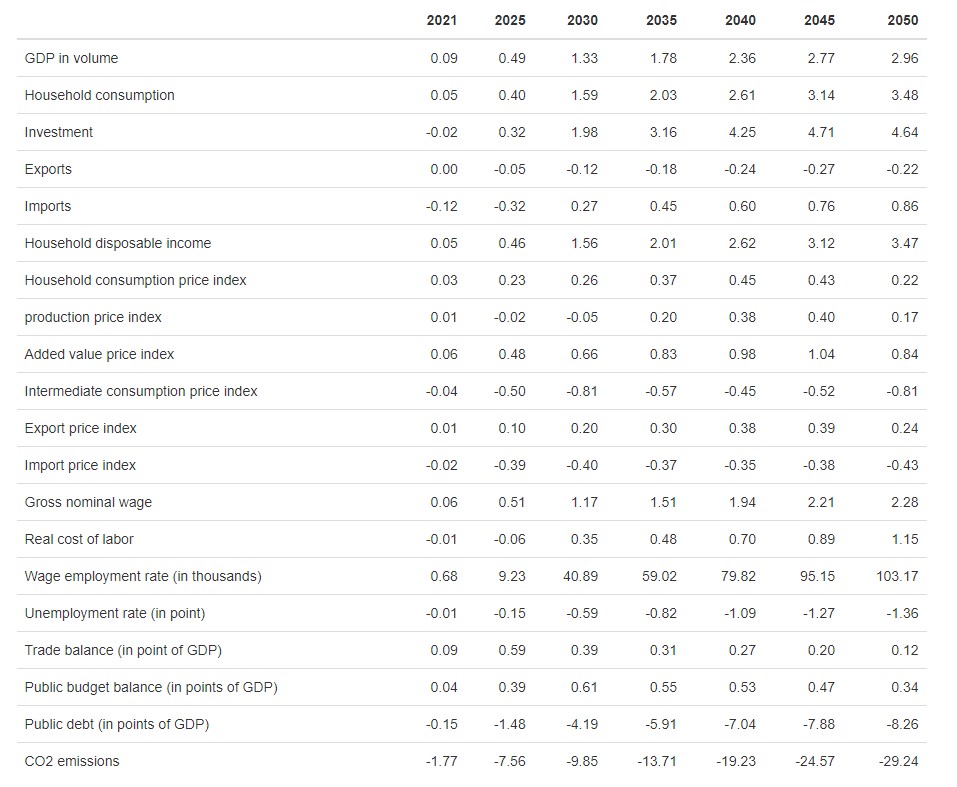 2021 2025 2030 2035 2040 2045 2050
GDP in volume 0.09 0.49 1.33 1.78 2.36 2.77 2.96
Household consumption 0.05 0.40 1.59 2.03 2.61 3.14 3.48
Investment -0.02 0.32 1.98 3.16 4.25 4.71 4.64
Exports 0.00 -0.05 -0.12 -0.18 -0.24 -0.27 -0.22
Imports -0.12 -0.32 0.27 0.45 0.60 0.76 0.86
Household disposable income 0.05 0.46 1.56 2.01 2.62 3.12 3.47
Household consumption price index 0.03 0.23 0.26 0.37 0.45 0.43 0.22
production price index 0.01 -0.02 -0.05 0.20 0.38 0.40 0.17
Added value price index 0.06 0.48 0.66 0.83 0.98 1.04 0.84
Intermediate consumption price index -0.04 -0.50 -0.81 -0.57 -0.45 -0.52 -0.81
Export price index 0.01 0.10 0.20 0.30 0.38 0.39 0.24
Import price index -0.02 -0.39 -0.40 -0.37 -0.35 -0.38 -0.43
Gross nominal wage 0.06 0.51 1.17 1.51 1.94 2.21 2.28
Real cost of labor -0.01 -0.06 0.35 0.48 0.70 0.89 1.15
Wage employment rate (in thousands) 0.68 9.23 40.89 59.02 79.82 95.15 103.17
Unemployment rate (in point) -0.01 -0.15 -0.59 -0.82 -1.09 -1.27 -1.36
Trade balance (in point of GDP) 0.09 0.59 0.39 0.31 0.27 0.20 0.12
Public budget balance (in points of GDP) 0.04 0.39 0.61 0.55 0.53 0.47 0.34
Public debt (in points of GDP) -0.15 -1.48 -4.19 -5.91 -7.04 -7.88 -8.26
CO2 emissions -1.77 -7.56 -9.85 -13.71 -19.23 -24.57 -29.24